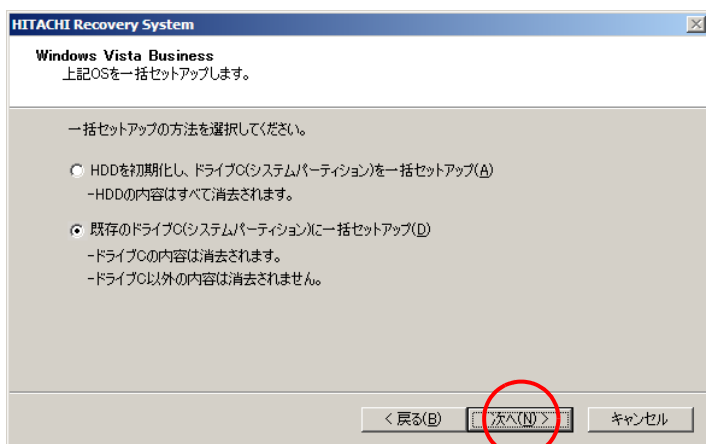 HITACHI Recovery System
Windows Vista Business
上記OSを一括セットアップします。
一括セットアップの方法を選択してください。
HDDを初期化し、ドライブC(システムパーティション)を一括セットアップ(A)
-HDDの内容はすべて消去されます。
既存のドライブC(システムパーティション)に一括セットアップ(D)
-ドライブCの内容は消去されます。
-ドライブC以外の内容は消去されません。
< 戻る(B) 次へ(N) > キャンセル